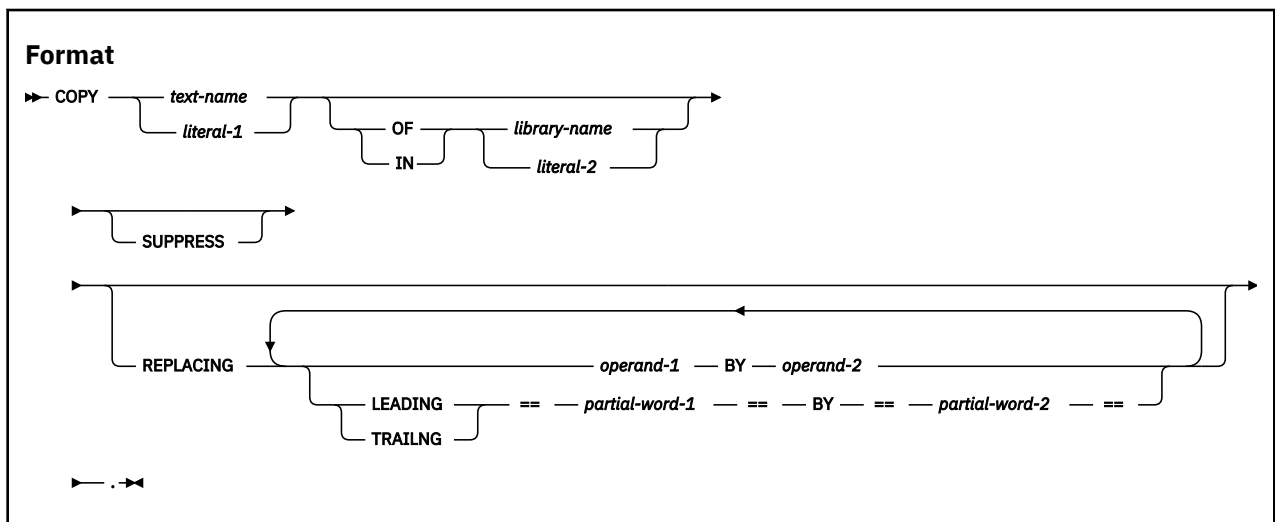 Format
COPY text-name
literal-1
OF library-name
IN literal-2
SUPPRESS
REPLACING operand-1 BY operand-2
LEADING == partial-word-1 == BY == partial-word-2 ==
TRAILNG
.